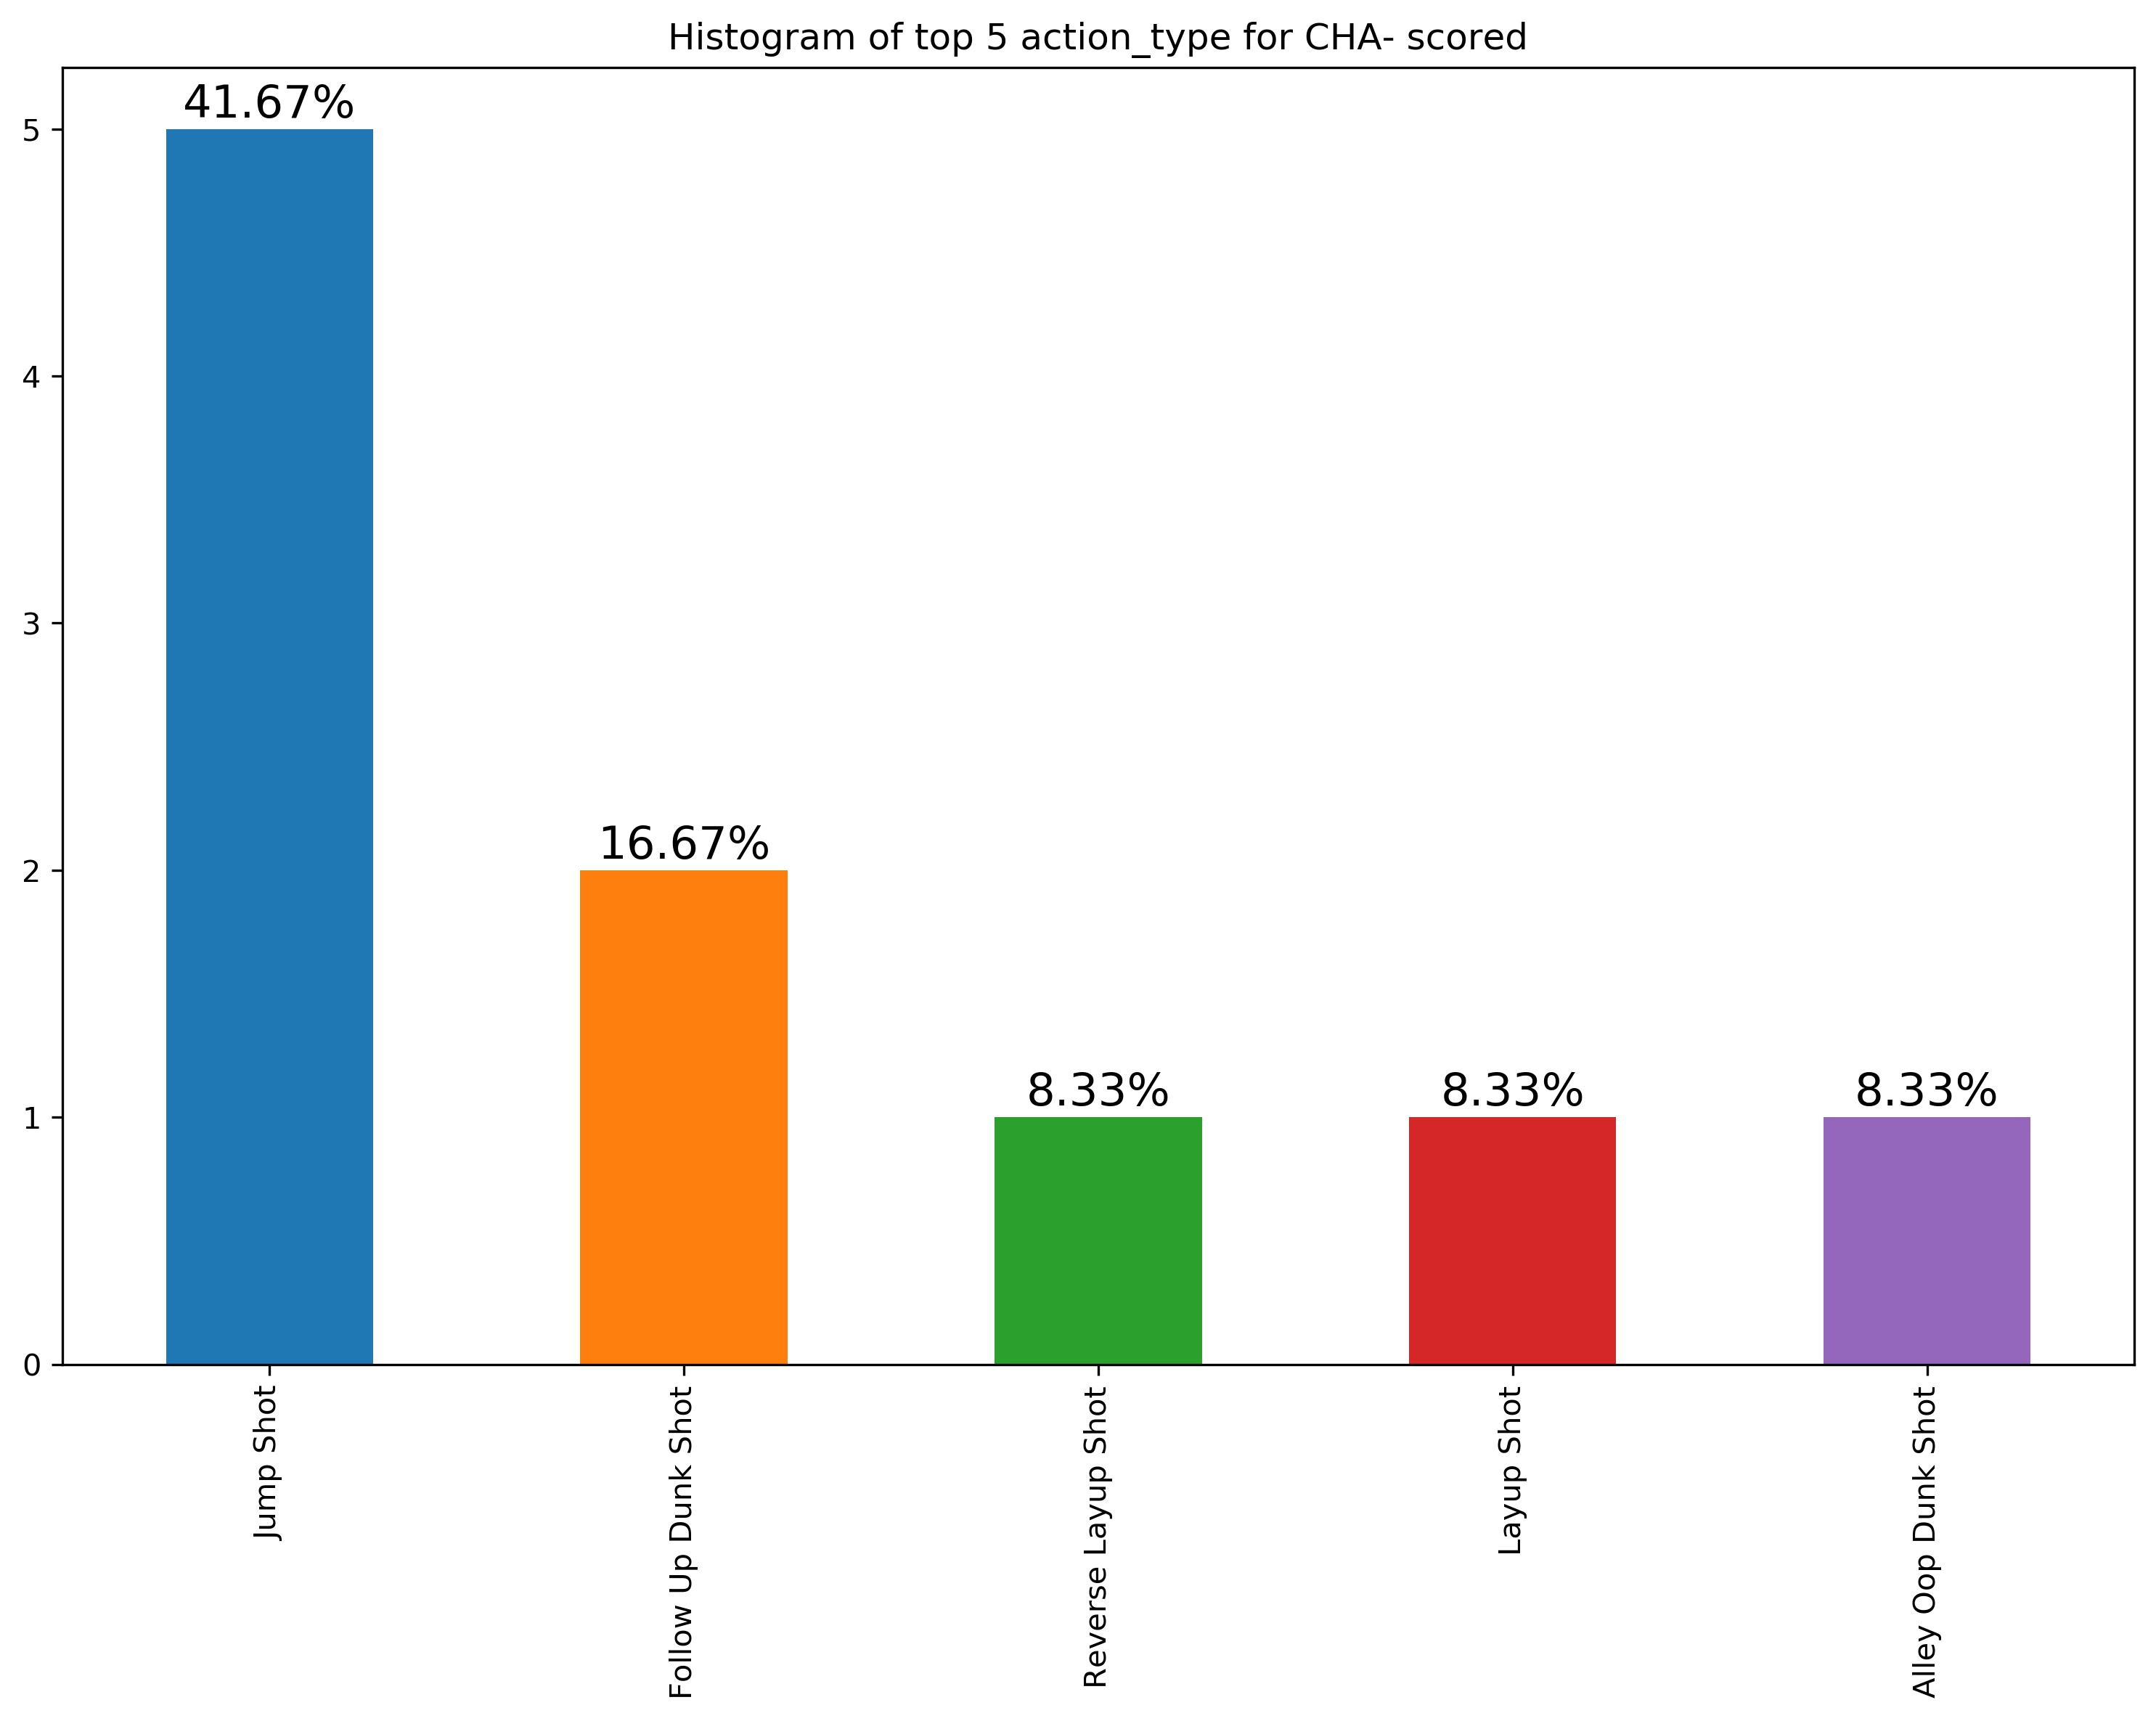 Histogram of top 5 action_type for CHA- scored
41.67%
5
4
3
16.67%
2
8.33%
8.33%
8.33%
1
0
Jump Shot
Follow Up Dunk Shot
Reverse Layup Shot
Layup Shot
Alley Oop Dunk Shot